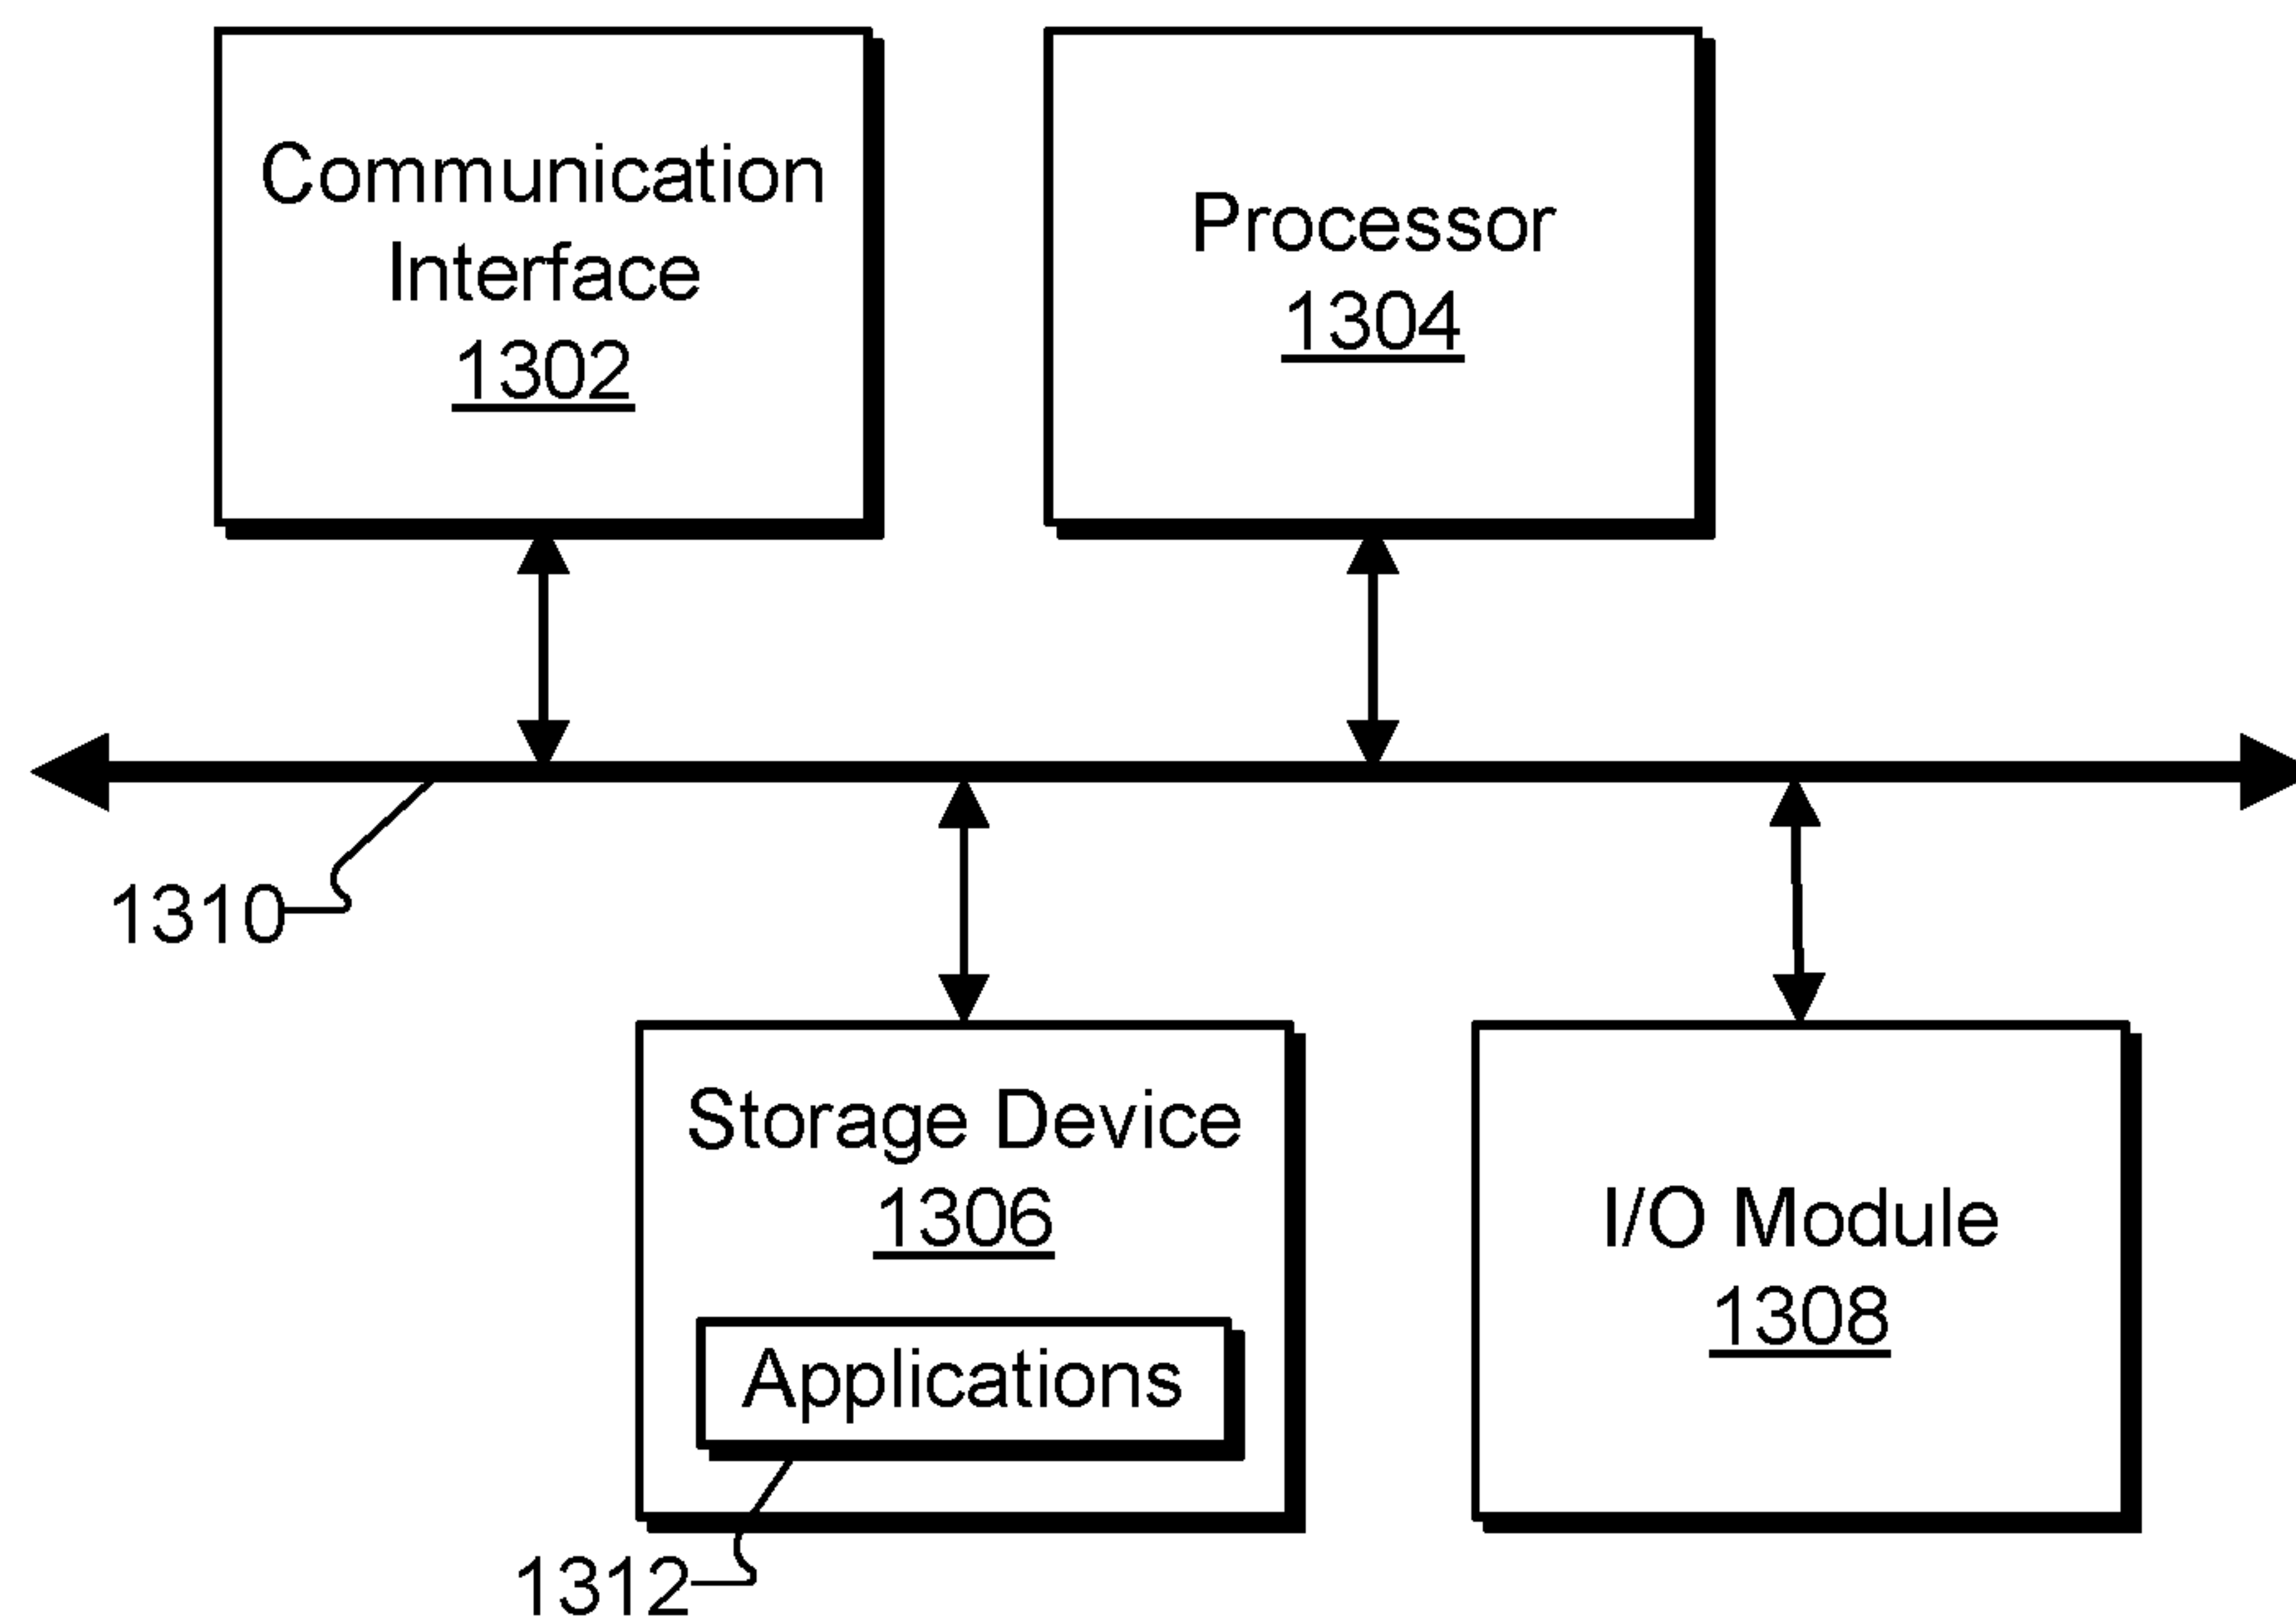 Communication
Interface
1302
Processor
1304
1310
Storage Device
1306
Applications
1312
I/O Module
1308